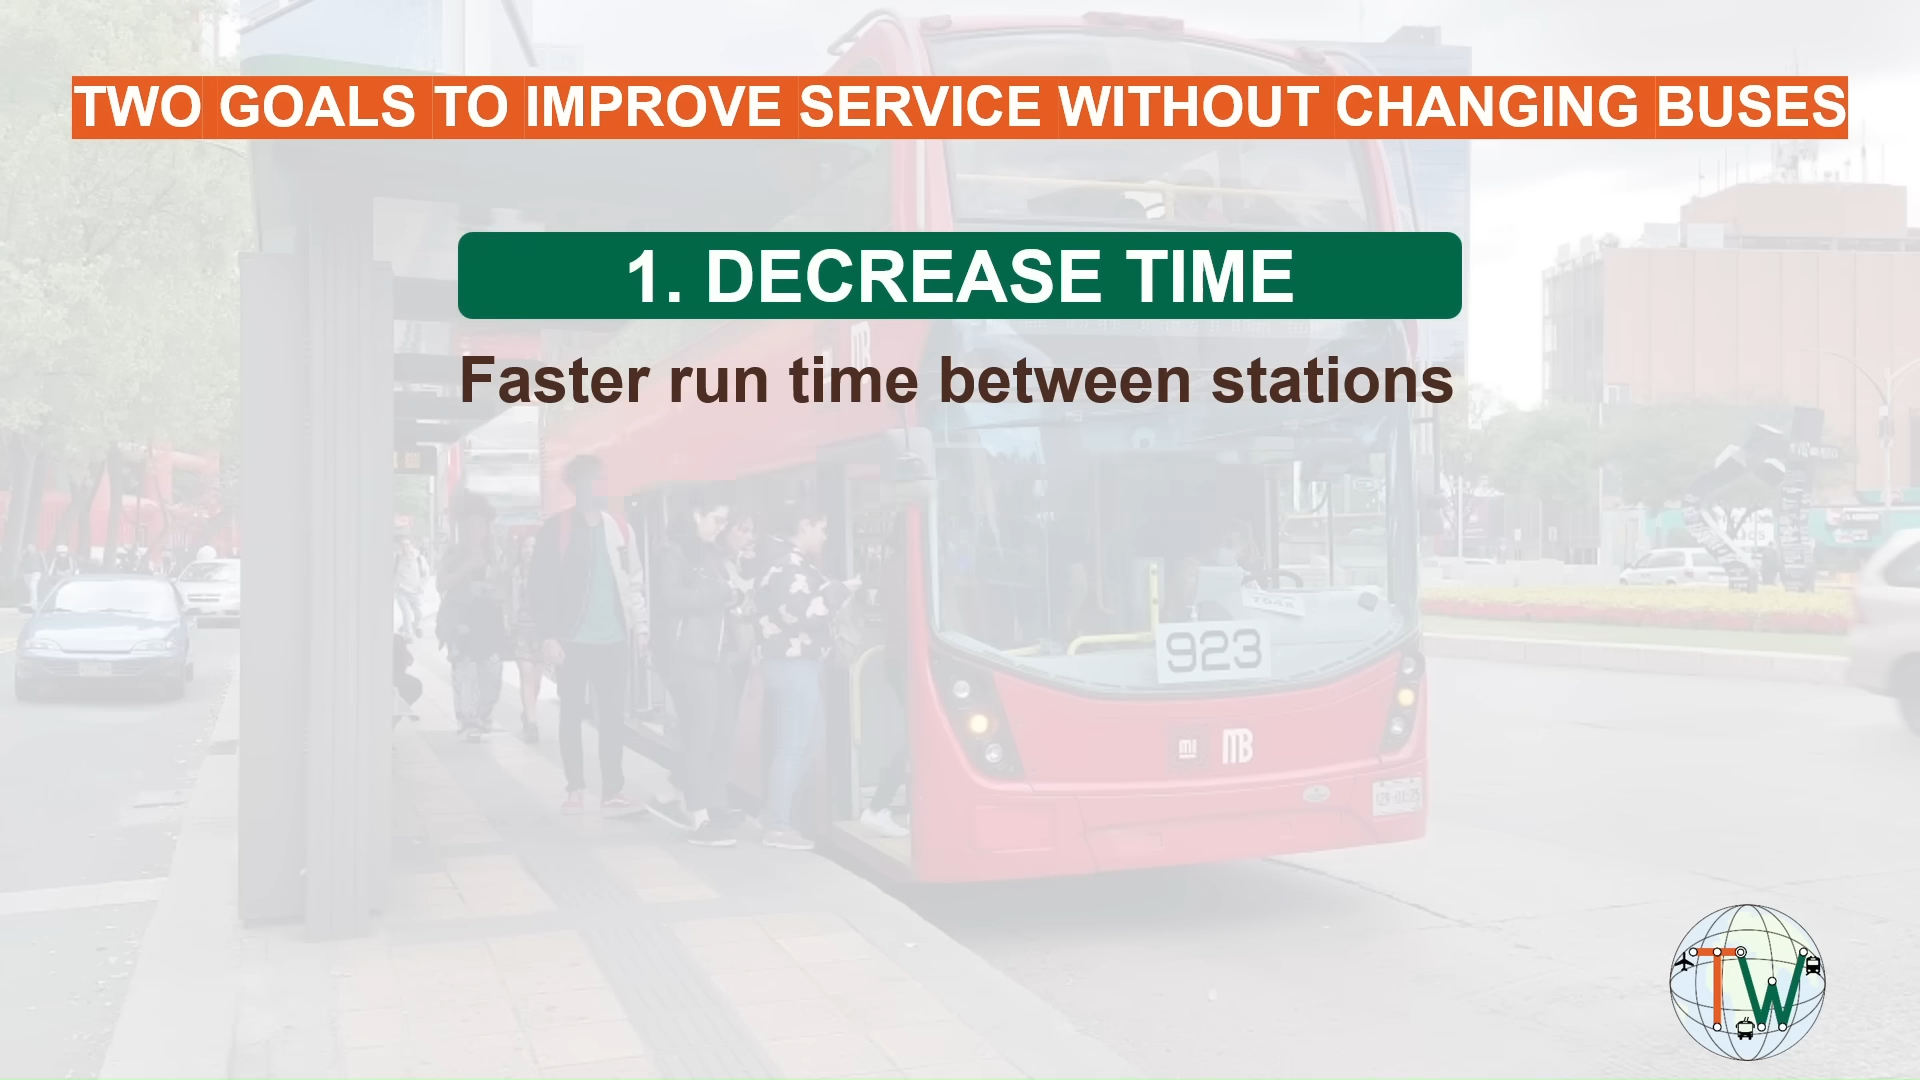 TWO GOALS TO IMPROVE SERVICE WITHOUT CHANGING BUSES
1. DECREASE TIME
Faster run time between stations
923
MI
MB
TW